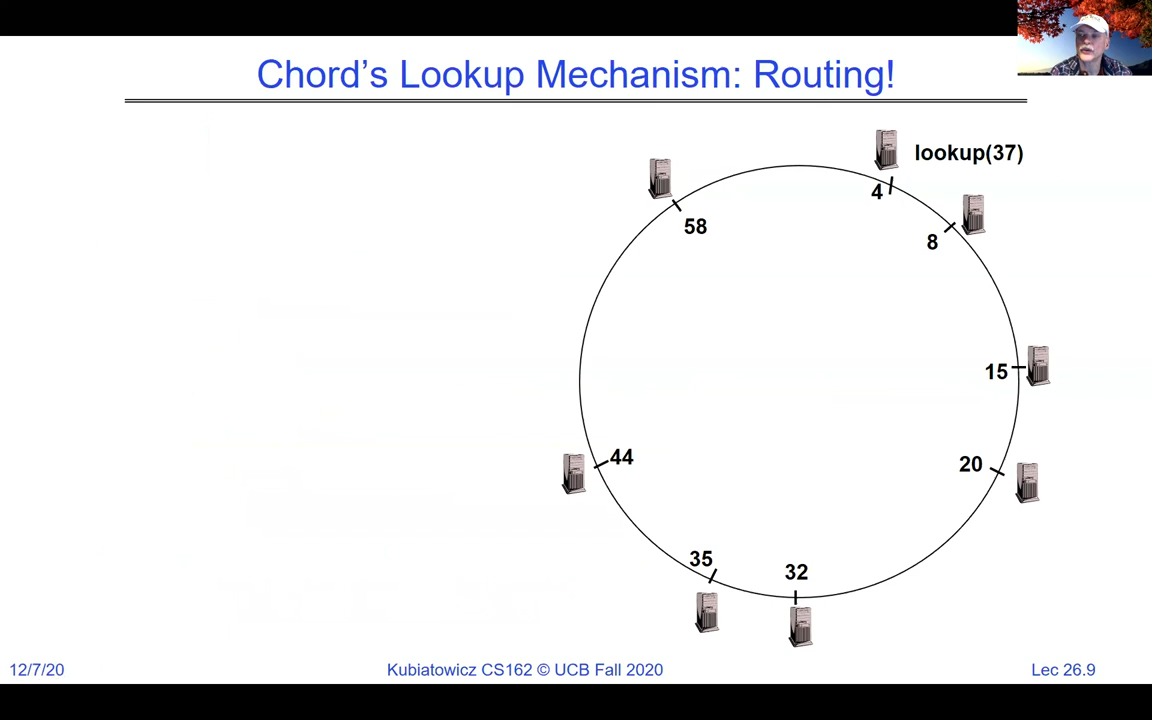 Chord's Lookup Mechanism: Routing!
lookup(37)
4
58
8
15
44
20
35
32
12/7/20
Kubiatowicz CS162 © UCB Fall 2020
Lec 26.9